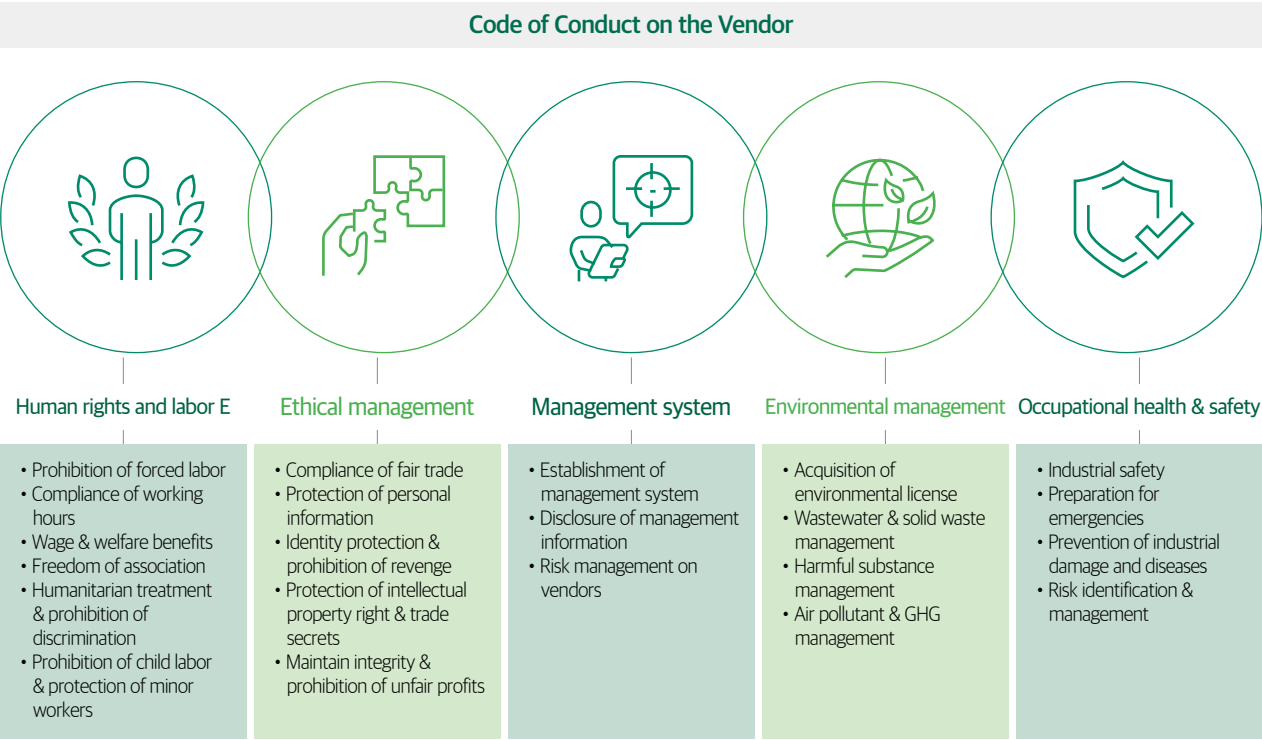 Code of Conduct on the Vendor
Human rights and labor E
• Prohibition of forced labor
• Compliance of working
hours
• Wage & welfare benefits
• Freedom of association
• Humanitarian treatment
& prohibition of
discrimination
• Prohibition of child labor
& protection of minor
workers
Ethical management
• Compliance of fair trade
• Protection of personal
information
• Identity protection &
prohibition of revenge
• Protection of intellectual
property right & trade
secrets
• Maintain integrity &
prohibition of unfair profits
Management system
• Establishment of
management system
• Disclosure of management
information
• Risk management on
vendors
Environmental management
• Acquisition of
environmental license
• Wastewater & solid waste
management
• Harmful substance
management
• Air pollutant & GHG
management
Occupational health & safety
• Industrial safety
• Preparation for
emergencies
• Prevention of industrial
damage and diseases
• Risk identification &
management